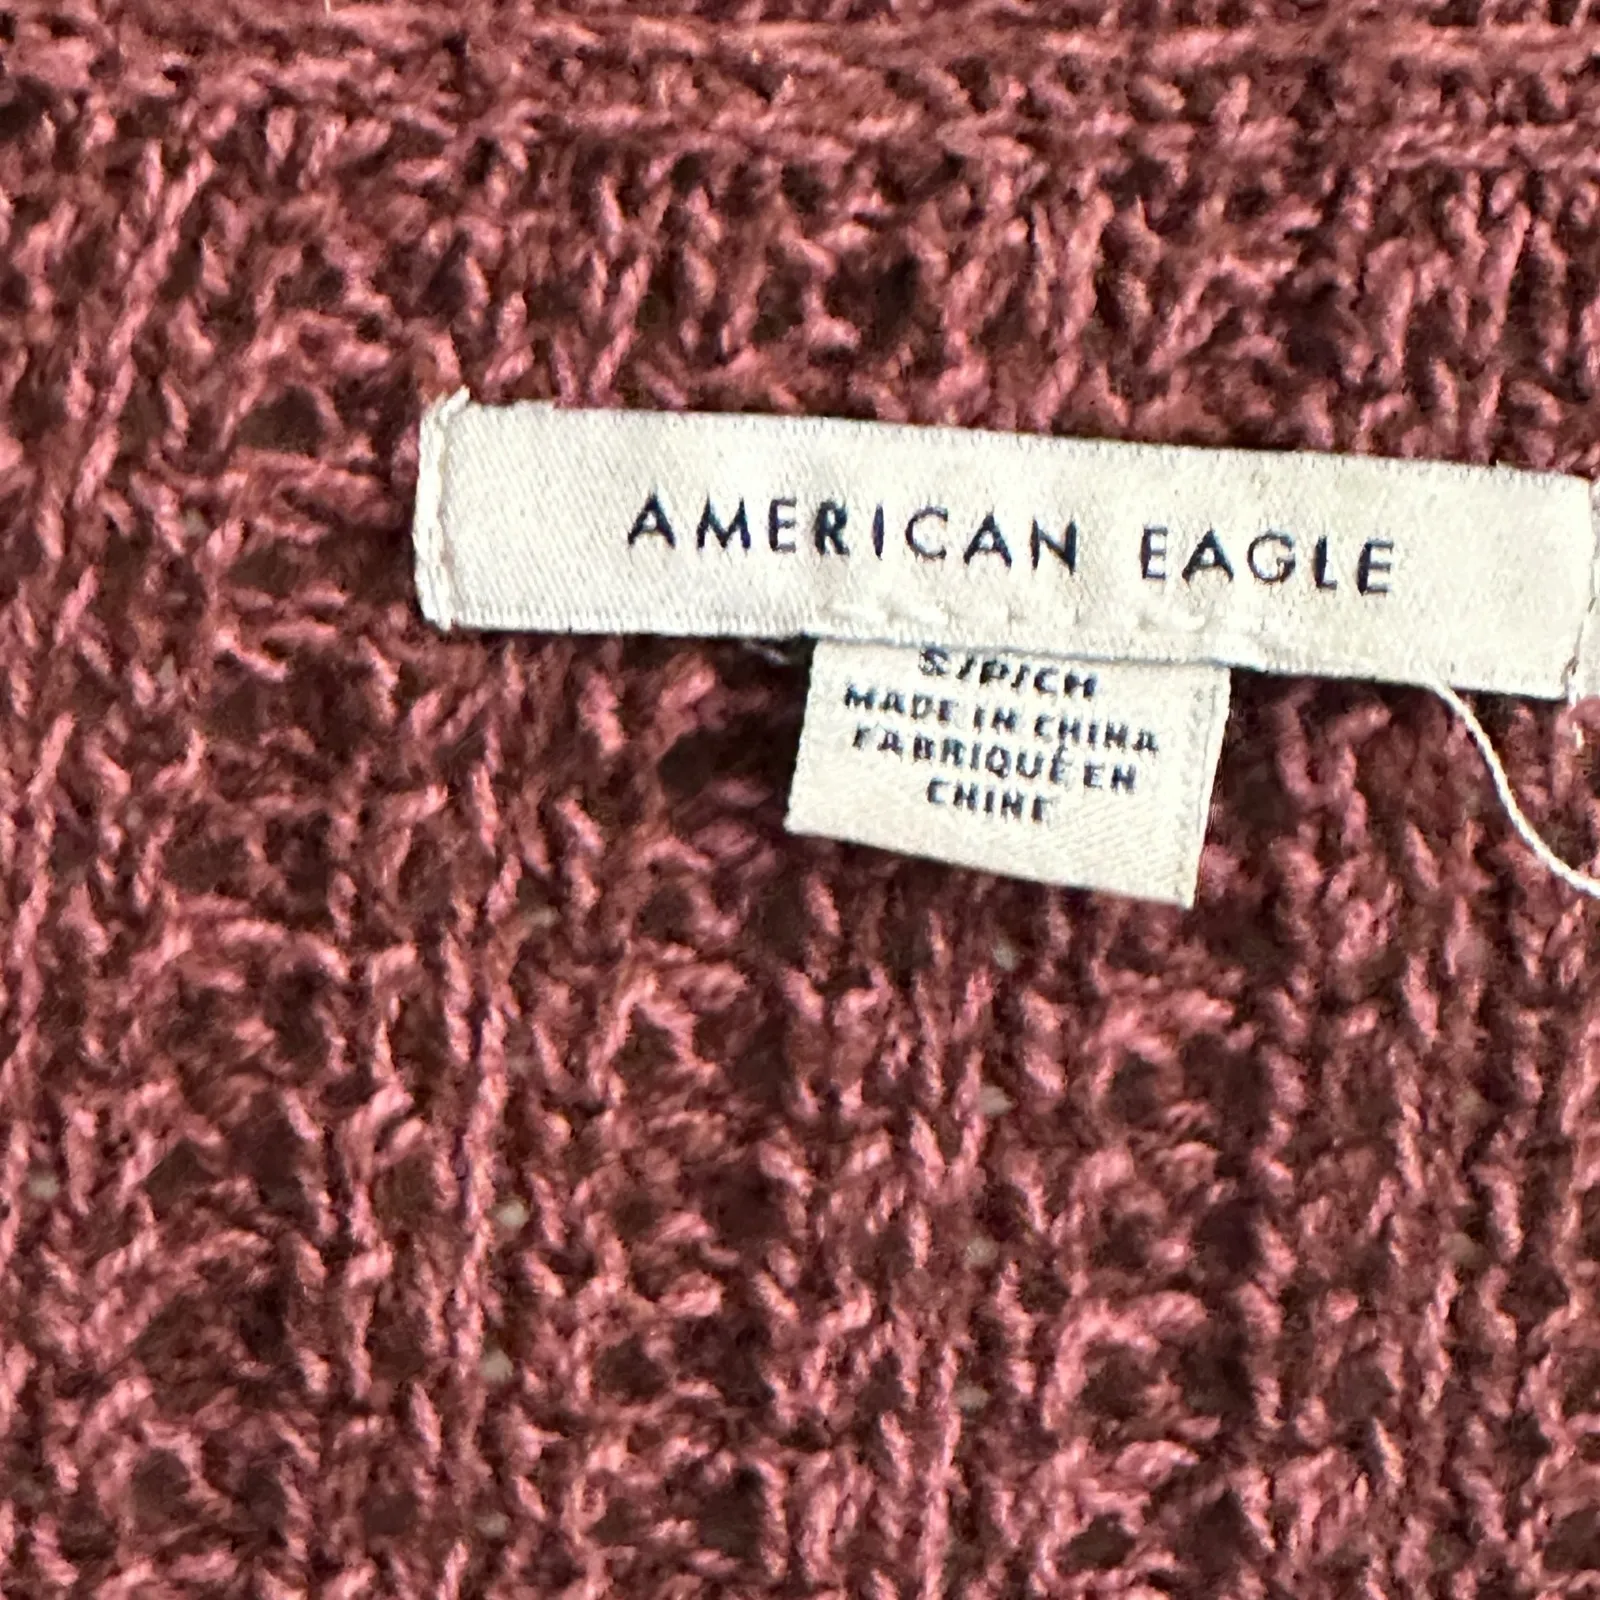 AMERICAN EAGLE
S/P/CH
MADE IN CHINA
FABRIQUÉ EN
CHINE